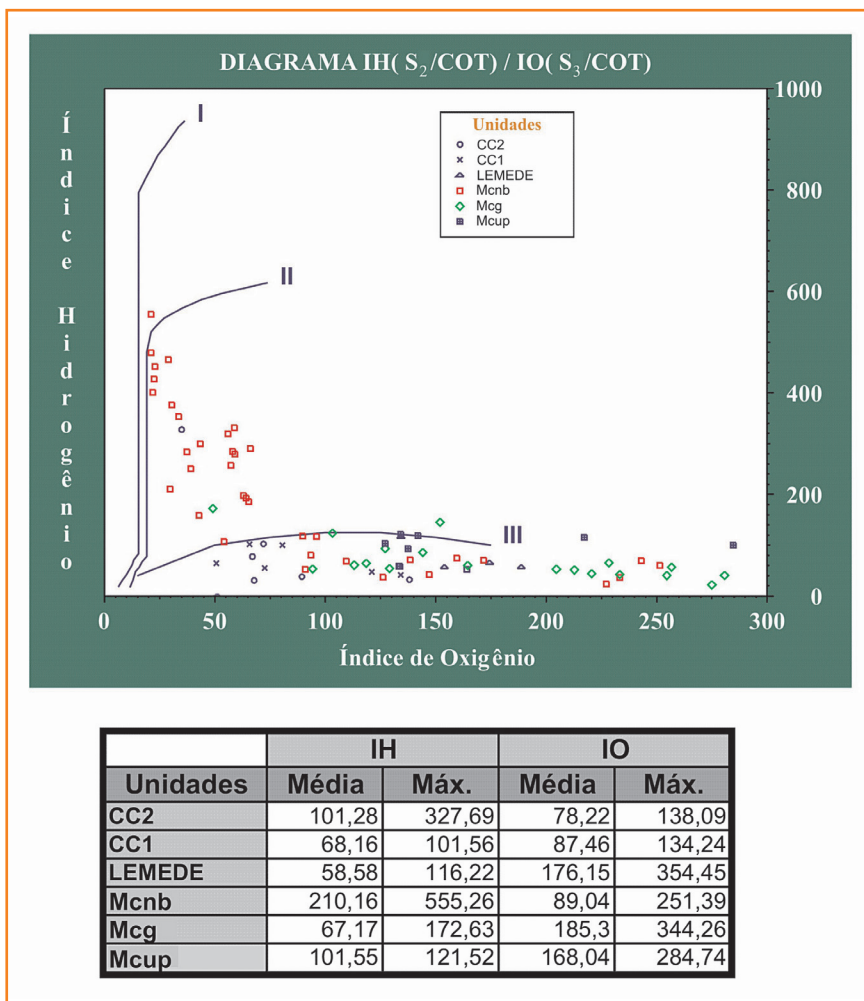 DIAGRAMA IH( S₂/COT) / IO( S₃/COT)
Índice Hidrogênio
I
II
III
Unidades
CC2
CC1
LEMEDE
Mcnb
Mcg
Mcup
1000
800
600
400
200
0
0 50 100 150 200 250 300
Índice de Oxigênio
IH IO
Unidades Média Máx. Média Máx.
CC2 101,28 327,69 78,22 138,09
CC1 68,16 101,56 87,46 134,24
LEMEDE 58,58 116,22 176,15 354,45
Mcnb 210,16 555,26 89,04 251,39
Mcg 67,17 172,63 185,3 344,26
Mcup 101,55 121,52 168,04 284,74